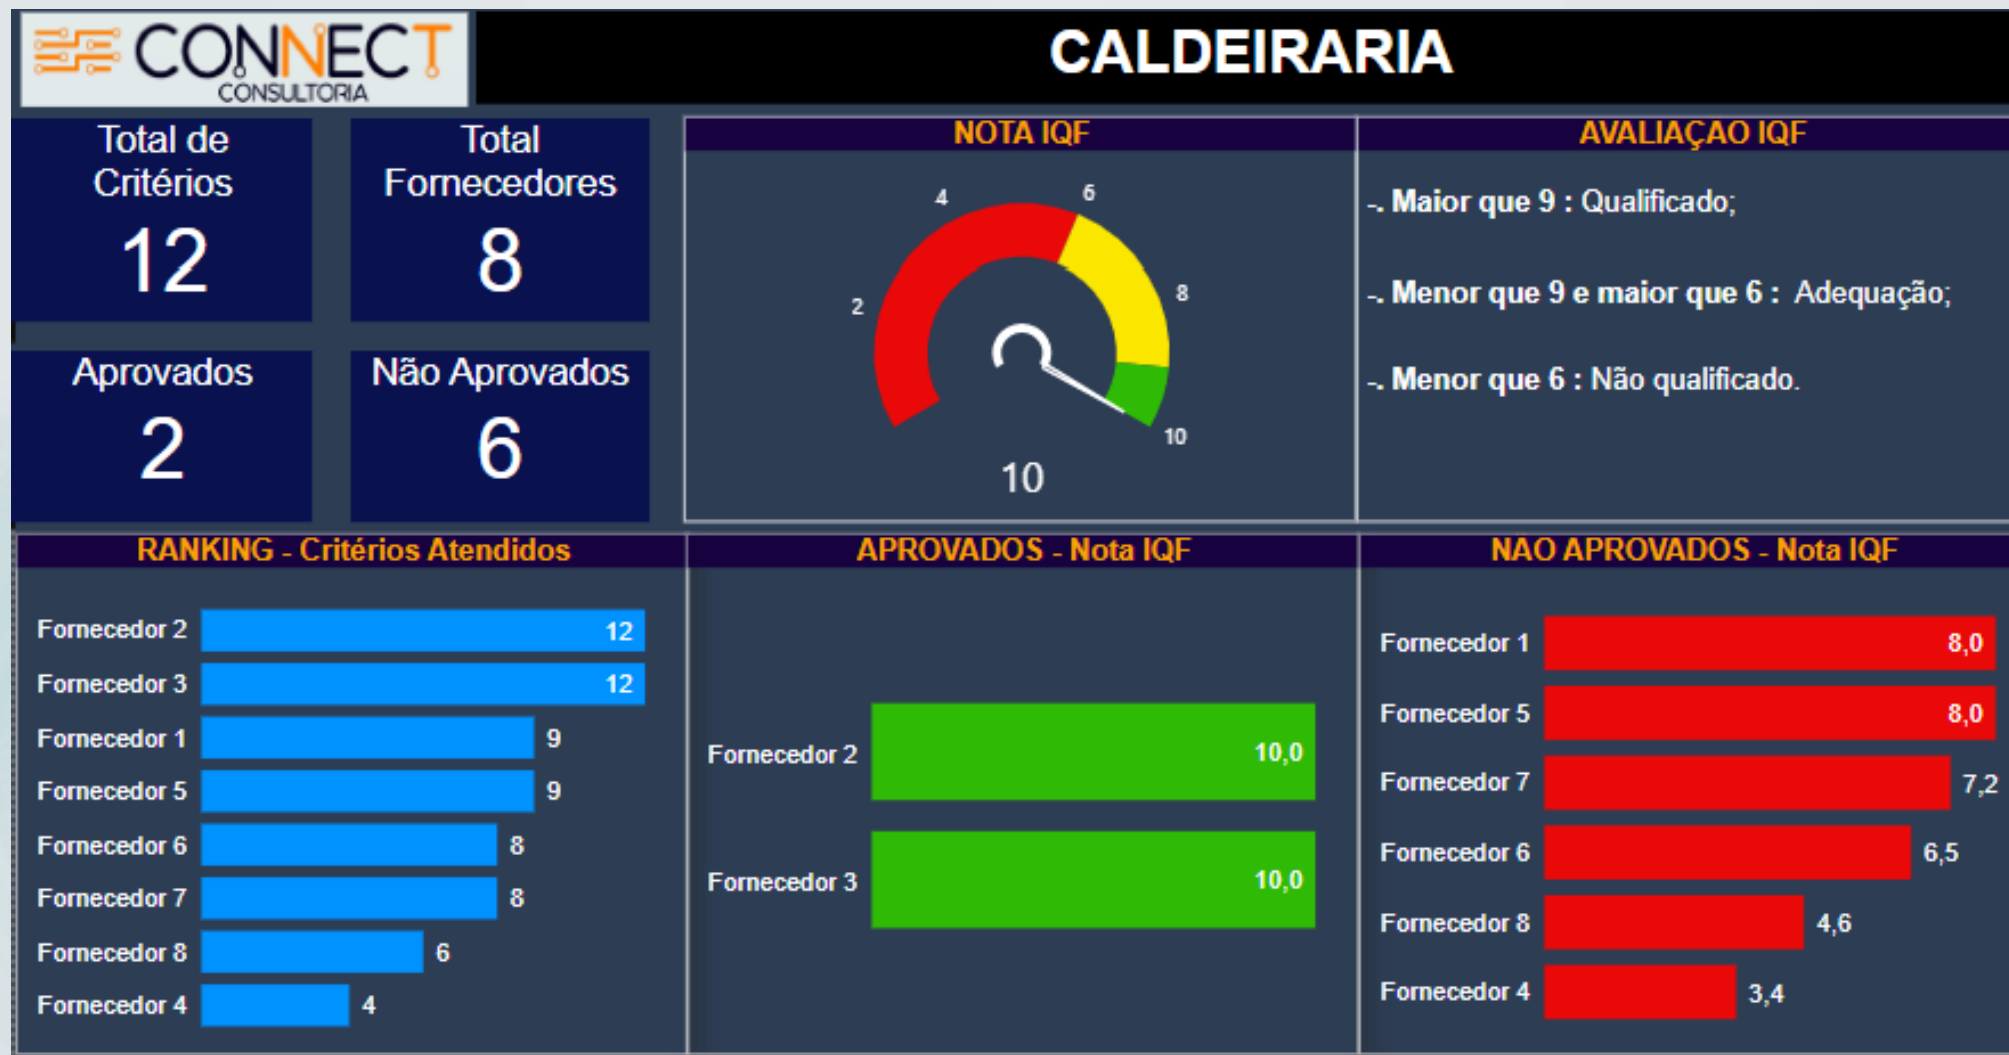 CONNECT
CONSULTORIA
CALDEIRARIA
Total de
Critérios
12
Total
Fornecedores
8
Aprovados
2
Não Aprovados
6
NOTA IQF
2
4
6
8
10
10
AVALIAÇAO IQF
-. Maior que 9 : Qualificado;
-. Menor que 9 e maior que 6 : Adequação;
-. Menor que 6 : Não qualificado.
RANKING - Critérios Atendidos
Fornecedor 2 12
Fornecedor 3 12
Fornecedor 1 9
Fornecedor 5 9
Fornecedor 6 8
Fornecedor 7 8
Fornecedor 8 6
Fornecedor 4 4
APROVADOS - Nota IQF
Fornecedor 2 10,0
Fornecedor 3 10,0
NAO APROVADOS - Nota IQF
Fornecedor 1 8,0
Fornecedor 5 8,0
Fornecedor 7 7,2
Fornecedor 6 6,5
Fornecedor 8 4,6
Fornecedor 4 3,4